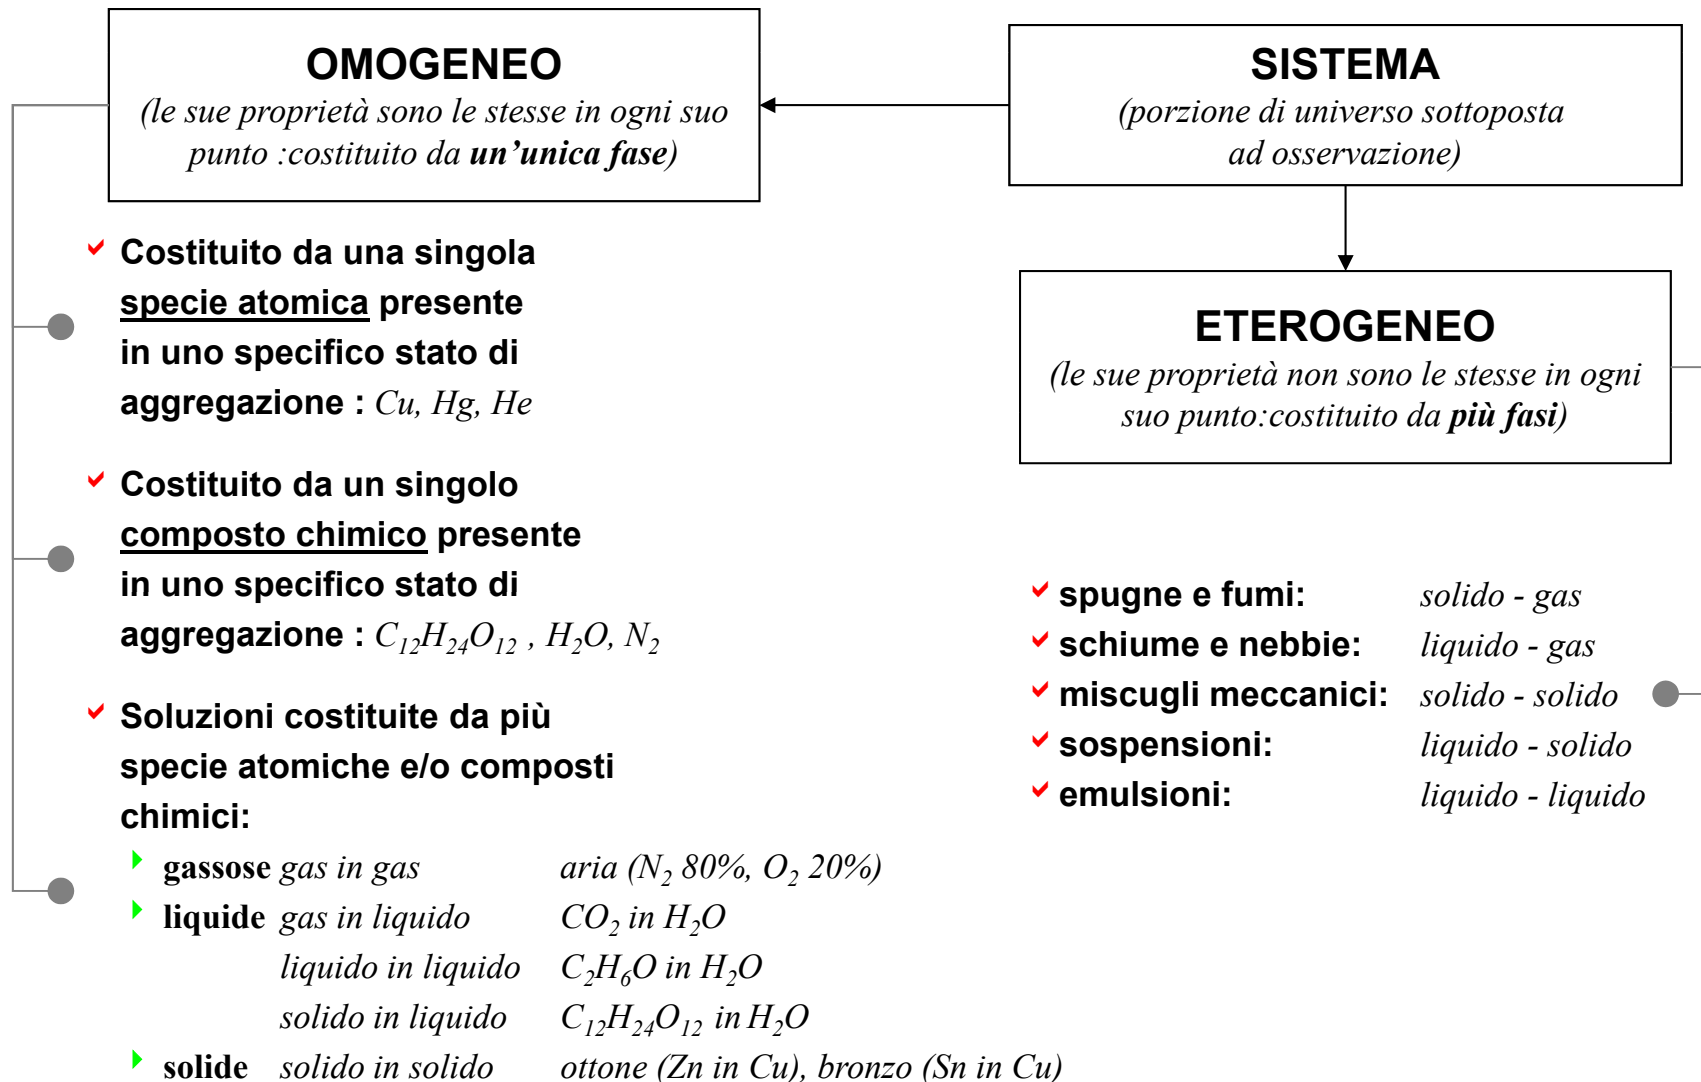 OMOGENEO
(le sue proprietà sono le stesse in ogni suo
punto :costituito da un’unica fase)
SISTEMA
(porzione di universo sottoposta
ad osservazione)
Costituito da una singola
specie atomica presente
in uno specifico stato di
aggregazione : Cu, Hg, He
Costituito da un singolo
composto chimico presente
in uno specifico stato di
aggregazione : C12H24O12 , H2O, N2
Soluzioni costituite da più
specie atomiche e/o composti
chimici:
gassose gas in gas aria (N2 80%, O2 20%)
liquide gas in liquido CO2 in H2O
liquido in liquido C2H6O in H2O
solido in liquido C12H24O12 in H2O
solide solido in solido ottone (Zn in Cu), bronzo (Sn in Cu)
ETEROGENEO
(le sue proprietà non sono le stesse in ogni
suo punto:costituito da più fasi)
spugne e fumi: solido - gas
schiume e nebbie: liquido - gas
miscugli meccanici: solido - solido
sospensioni: liquido - solido
emulsioni: liquido - liquido